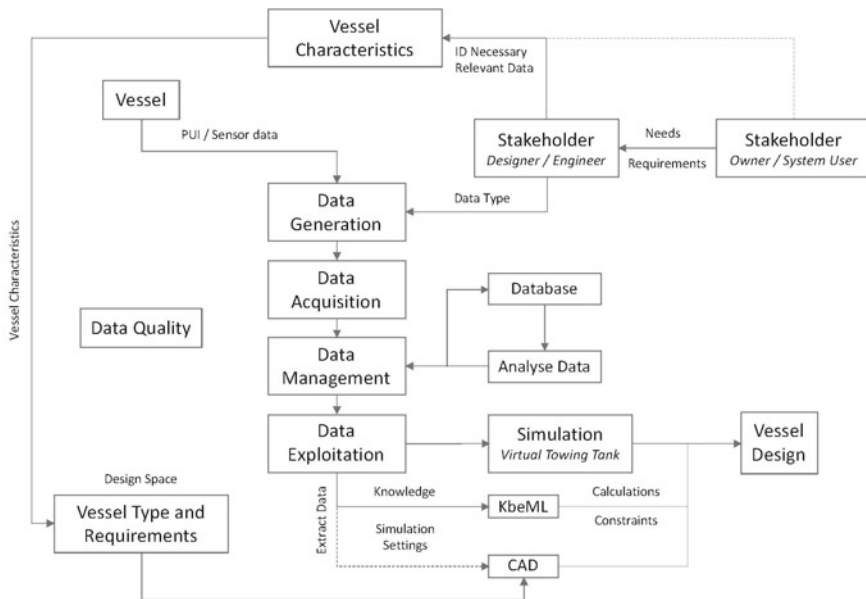 Vessel
Characteristics
ID Necessary
Relevant Data
Vessel
PUI / Sensor data
Stakeholder
Designer / Engineer
Needs
Requirements
Stakeholder
Owner / System User
Data
Generation
Data Type
Vessel Characteristics
Data
Acquisition
Database
Data Quality
Data
Management
Analyse Data
Data
Exploitation
Simulation
Virtual Towing Tank
Vessel
Design
Design Space
Vessel Type and
Requirements
Extract Data
Knowledge
KbeML
Calculations
Constraints
Simulation
Settings
CAD